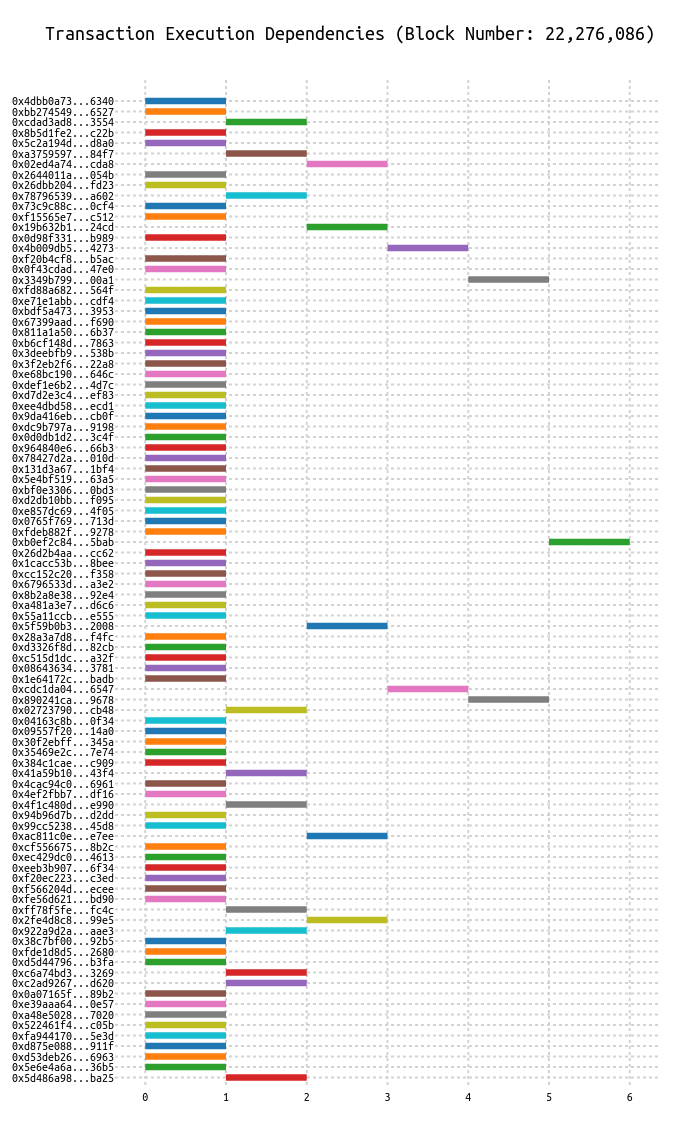 Transaction Execution Dependencies (Block Number: 22,276,086)
0x4dbb0a73...6340
0xbb274549...6527
0xcdad3ad8...3554
0x8b5d1fe2...c22b
0x5c2a194d...d8a0
0xa3759597...84f7
0x02ed4a74...cda8
0x2644011a...054b
0x26dbb204...fd23
0x78796539...a602
0x73c9c88c...0cf4
0xf15565e7...c512
0x19b632b1...24cd
0x0d98f331...b989
0x4b009db5...4273
0xf20b4cf8...b5ac
0x0f43cdad...47e0
0x3349b799...00a1
0xfd88a682...564f
0xe71e1abb...cdf4
0xbdf5a473...3953
0x67399aad...f690
0x811a1a50...6b37
0xb6cf148d...7863
0x3deebfb9...538b
0x3f2eb2f6...22a8
0xe68bc190...646c
0xdef1e6b2...4d7c
0xd7d2e3c4...ef83
0xee4dbd58...ecd1
0x9da416eb...cb0f
0xdc9b797a...9198
0x0d0db1d2...3c4f
0x964840e6...66b3
0x78427d2a...010d
0x131d3a67...1bf4
0x5e4bf519...63a5
0xbf0e3306...0bd3
0xd2db10bb...f095
0xe857dc69...4f05
0x0765f769...713d
0xfdeb882f...9278
0xb0ef2c84...5bab
0x26d2b4aa...cc62
0x1cacc53b...8bee
0xcc152c20...f358
0x6796533d...a3e2
0x8b2a8e38...92e4
0xa481a3e7...d6c6
0x55a11ccb...e555
0x5f59b0b3...2008
0x28a3a7d8...f4fc
0xd3326f8d...82cb
0xc515d1dc...a32f
0x08643634...3781
0x1e64172c...badb
0xcdc1da04...6547
0x890241ca...9678
0x02723790...cb48
0x04163c8b...0f34
0x09557f20...14a0
0x30f2ebff...345a
0x35469e2c...7e74
0x384c1cae...c909
0x41a59b10...43f4
0x4cac94c0...6961
0x4ef2fbb7...df16
0x4f1c480d...e990
0x94b96d7b...d2dd
0x99cc5238...45d8
0xac811c0e...e7ee
0xcf556675...8b2c
0xec429dc0...4613
0xeeb3b907...6f34
0xf20ec223...c3ed
0xf566204d...ecee
0xfe56d621...bd90
0xff78f5fe...fc4c
0x2fe4d8c8...99e5
0x922a9d2a...aae3
0x38c7bf00...92b5
0xfde1d8d5...2680
0xd5d44796...b3fa
0xc6a74bd3...3269
0xc2ad9267...d620
0x0a07165f...89b2
0xe39aaa64...0e57
0xa48e5028...7020
0x522461f4...c05b
0xfa944170...5e3d
0xd875e088...911f
0xd53deb26...6963
0x5e6e4a6a...36b5
0x5d486a98...ba25
0 1 2 3 4 5 6